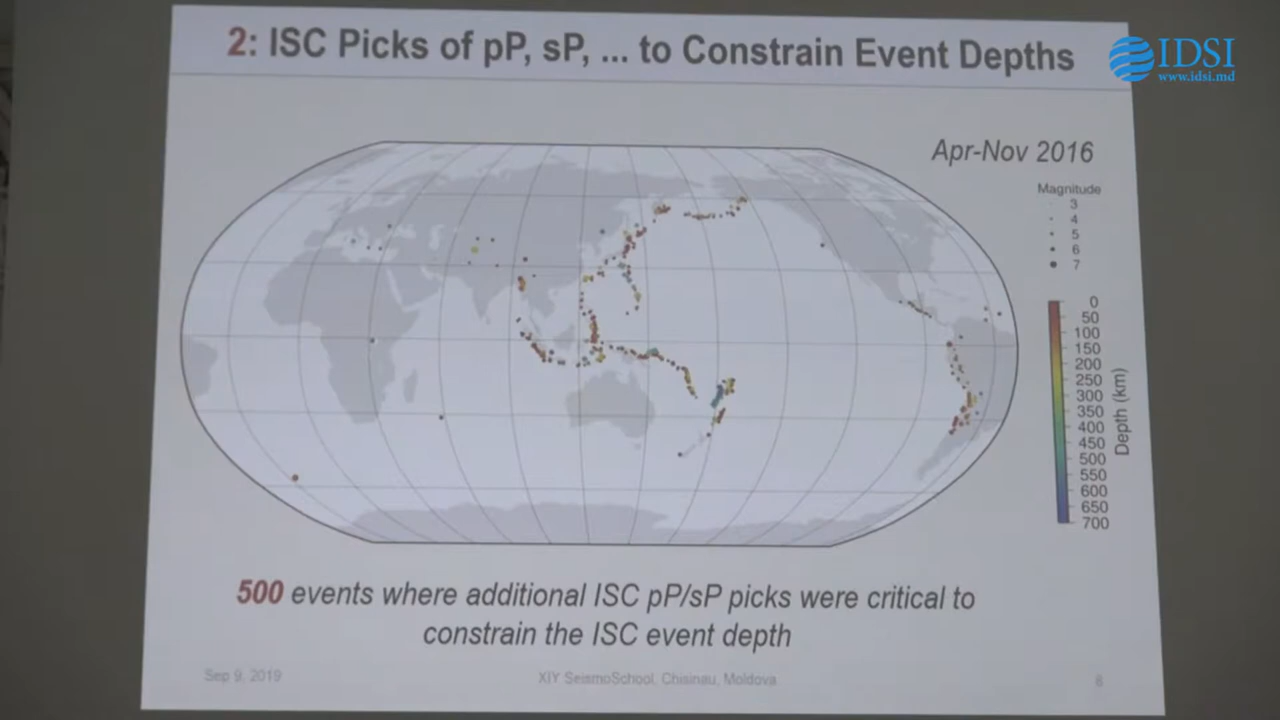 2: ISC Picks of pP, sP, ... to Constrain Event Depths
IDSI
www.idsi.md
Apr-Nov 2016
Magnitude
3
4
5
6
7
0
50
100
150
200
250
300
350
400
450
500
550
600
650
700
Depth (km)
500 events where additional ISC pP/sP picks were critical to
constrain the ISC event depth
Sep 9, 2019
XIY SeismoSchool, Chisinau, Moldova
8